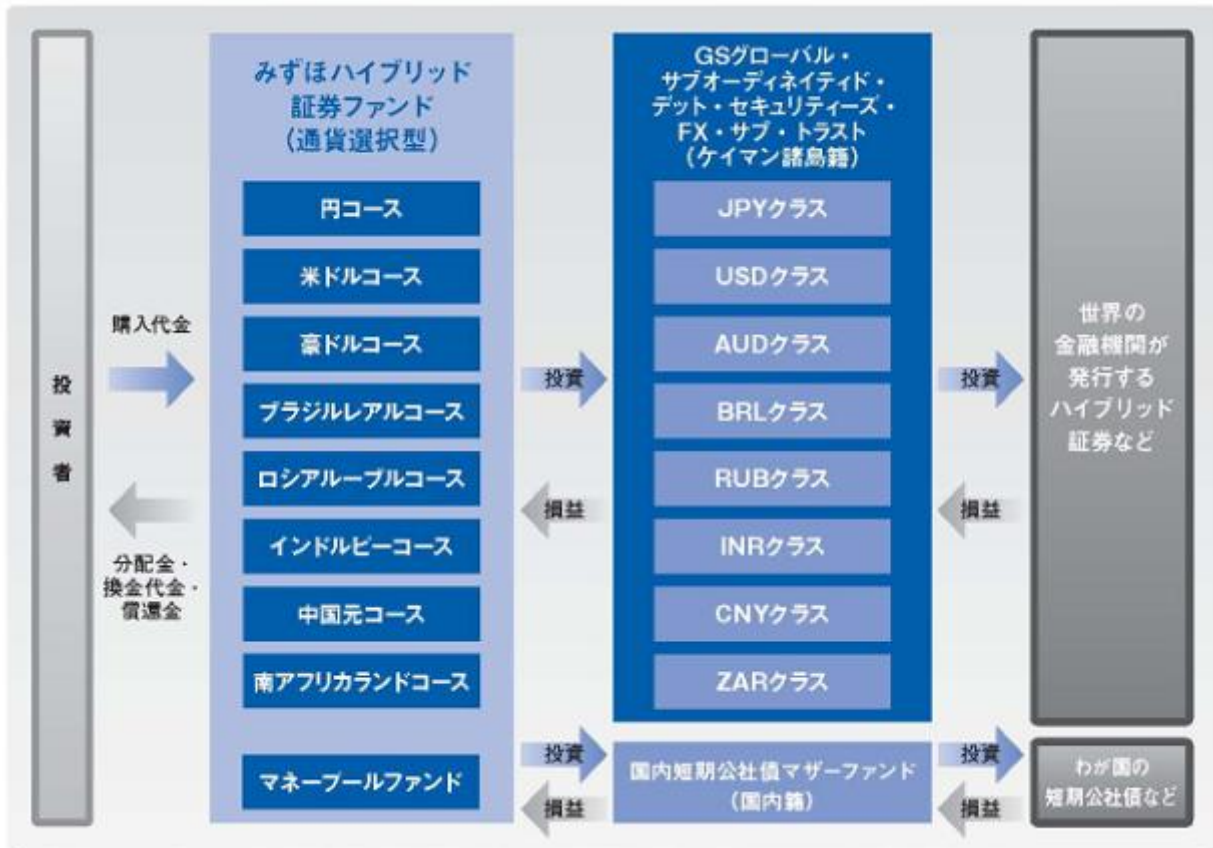 投資者
購入代金
分配金・
換金代金・
償還金
みずほハイブリッド
証券ファンド
（通貨選択型）
円コース
米ドルコース
豪ドルコース
ブラジルレアルコース
ロシアルーブルコース
インドルピーコース
中国元コース
南アフリカランドコース
マネープールファンド
投資
損益
投資
損益
GSグローバル・
サブオーディネイティド・
デット・セキュリティーズ・
FX・サブ・トラスト
（ケイマン諸島籍）
JPYクラス
USDクラス
AUDクラス
BRLクラス
RUBクラス
INRクラス
CNYクラス
ZARクラス
国内短期公社債マザーファンド
（国内籍）
投資
損益
投資
損益
世界の
金融機関が
発行する
ハイブリッド
証券など
わが国の
短期公社債など